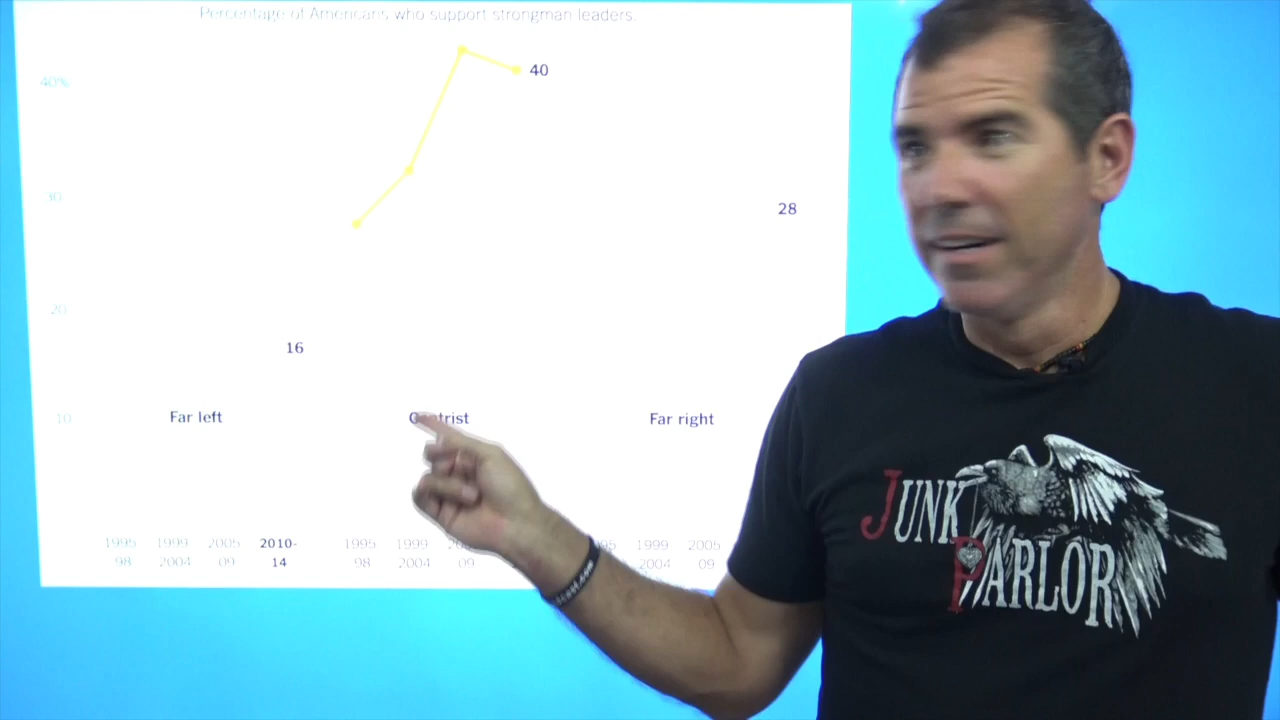 Percentage of Americans who support strongman leaders.
40%
40
30
28
20
16
10
Far left
Centrist
Far right
1995 1999 2005 2010- 1995 1999 1999 2005
98 2004 09 14 98 2004 09 2004 09
JUNK
PARLOR